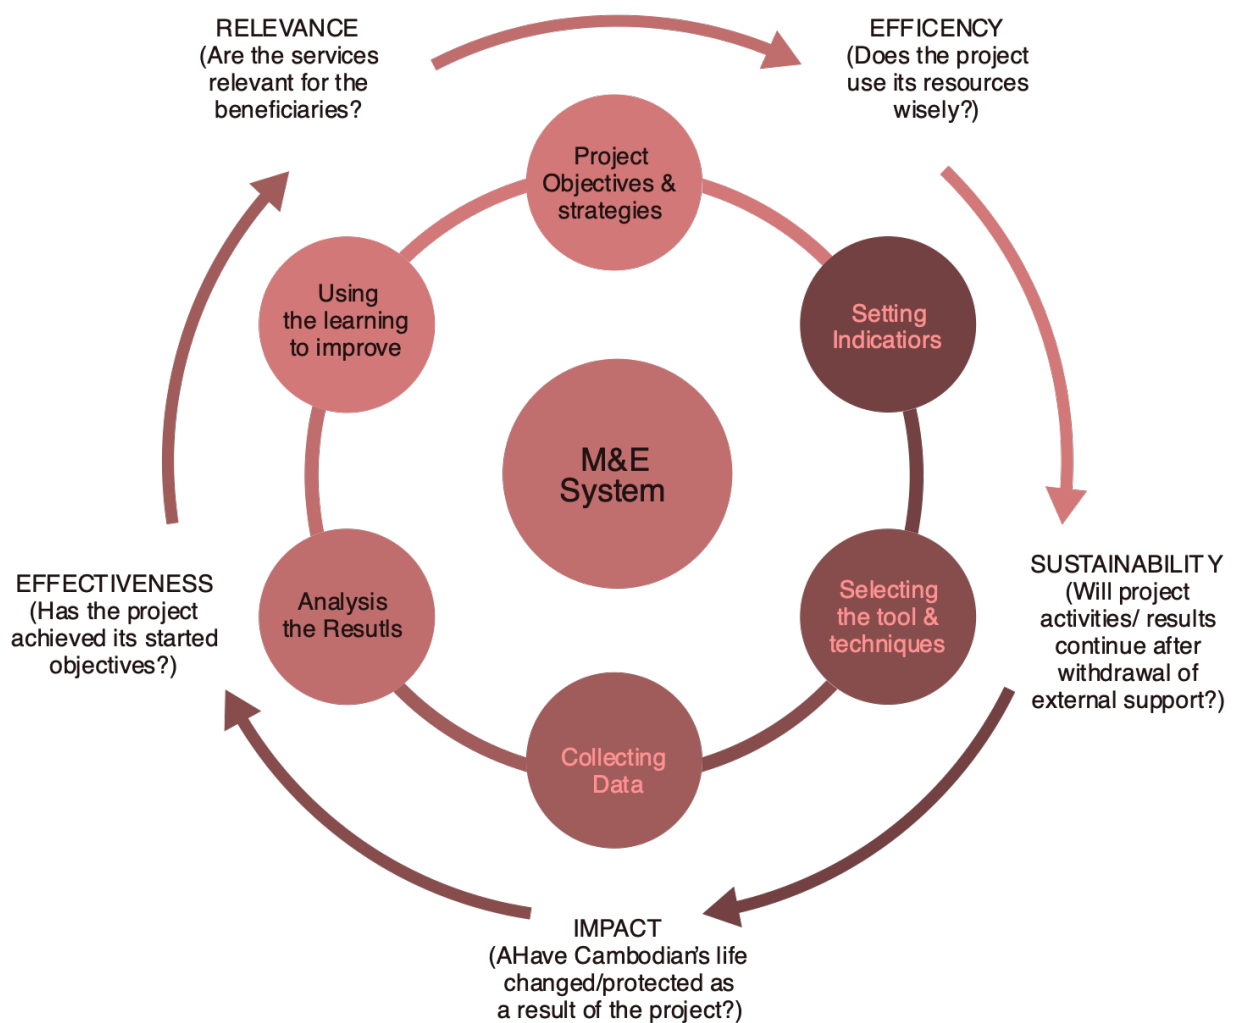 RELEVANCE
(Are the services
relevant for the
beneficiaries?
EFFICENCY
(Does the project
use its resources
wisely?)
Project
Objectives &
strategies
Using
the learning
to improve
Setting
Indicatiors
M&E
System
EFFECTIVENESS
(Has the project
achieved its started
objectives?)
Analysis
the Resutls
Selecting
the tool &
techniques
SUSTAINABILITY
(Will project
activities/ results
continue after
withdrawal of
external support?)
Collecting
Data
IMPACT
(AHave Cambodian's life
changed/protected as
a result of the project?)